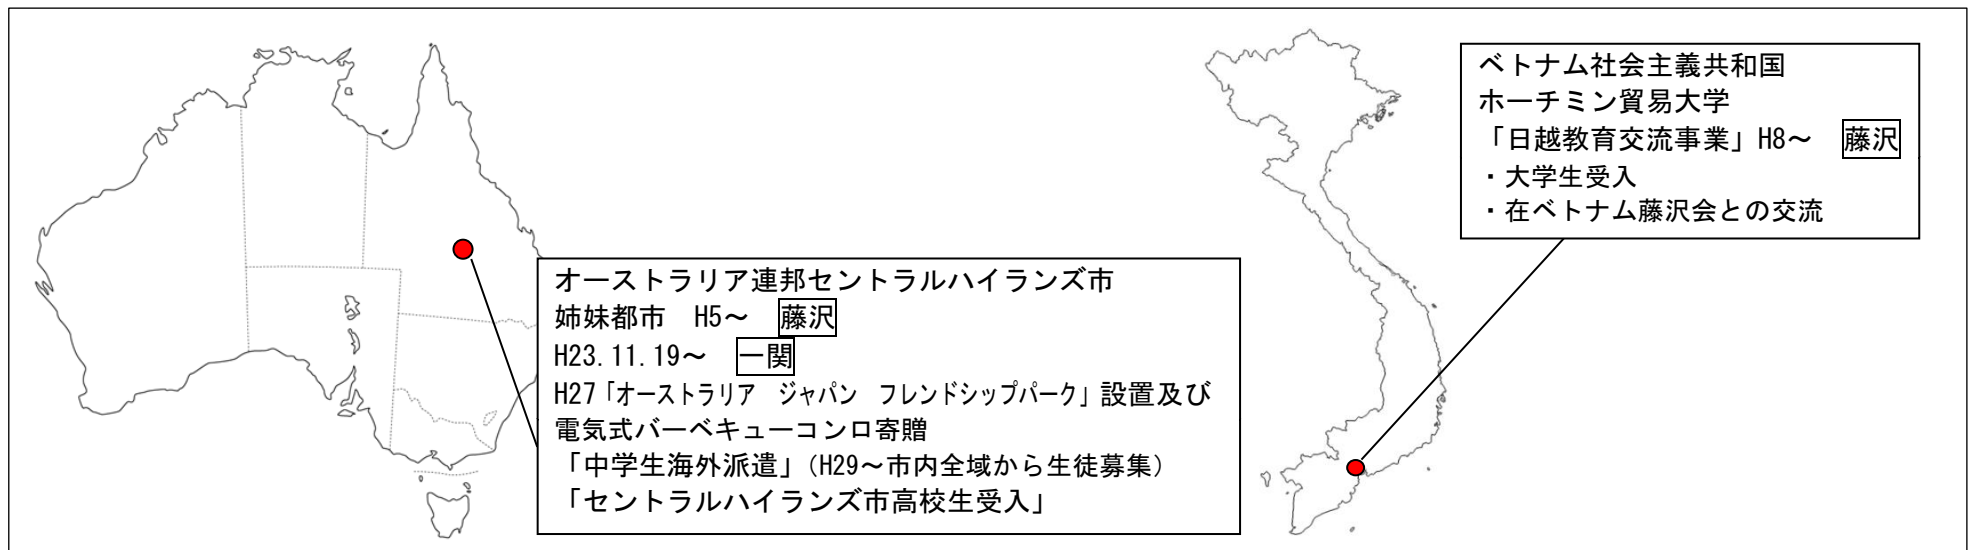 オーストラリア連邦セントラルハイランズ市
姉妹都市　H5～　藤沢
H23.11.19～　一関
H27「オーストラリア　ジャパン　フレンドシップパーク」設置及び
電気式バーベキューコンロ寄贈
「中学生海外派遣」（H29～市内全域から生徒募集）
「セントラルハイランズ市高校生受入」
ベトナム社会主義共和国
ホーチミン貿易大学
「日越教育交流事業」H8～　藤沢
・大学生受入
・在ベトナム藤沢会との交流